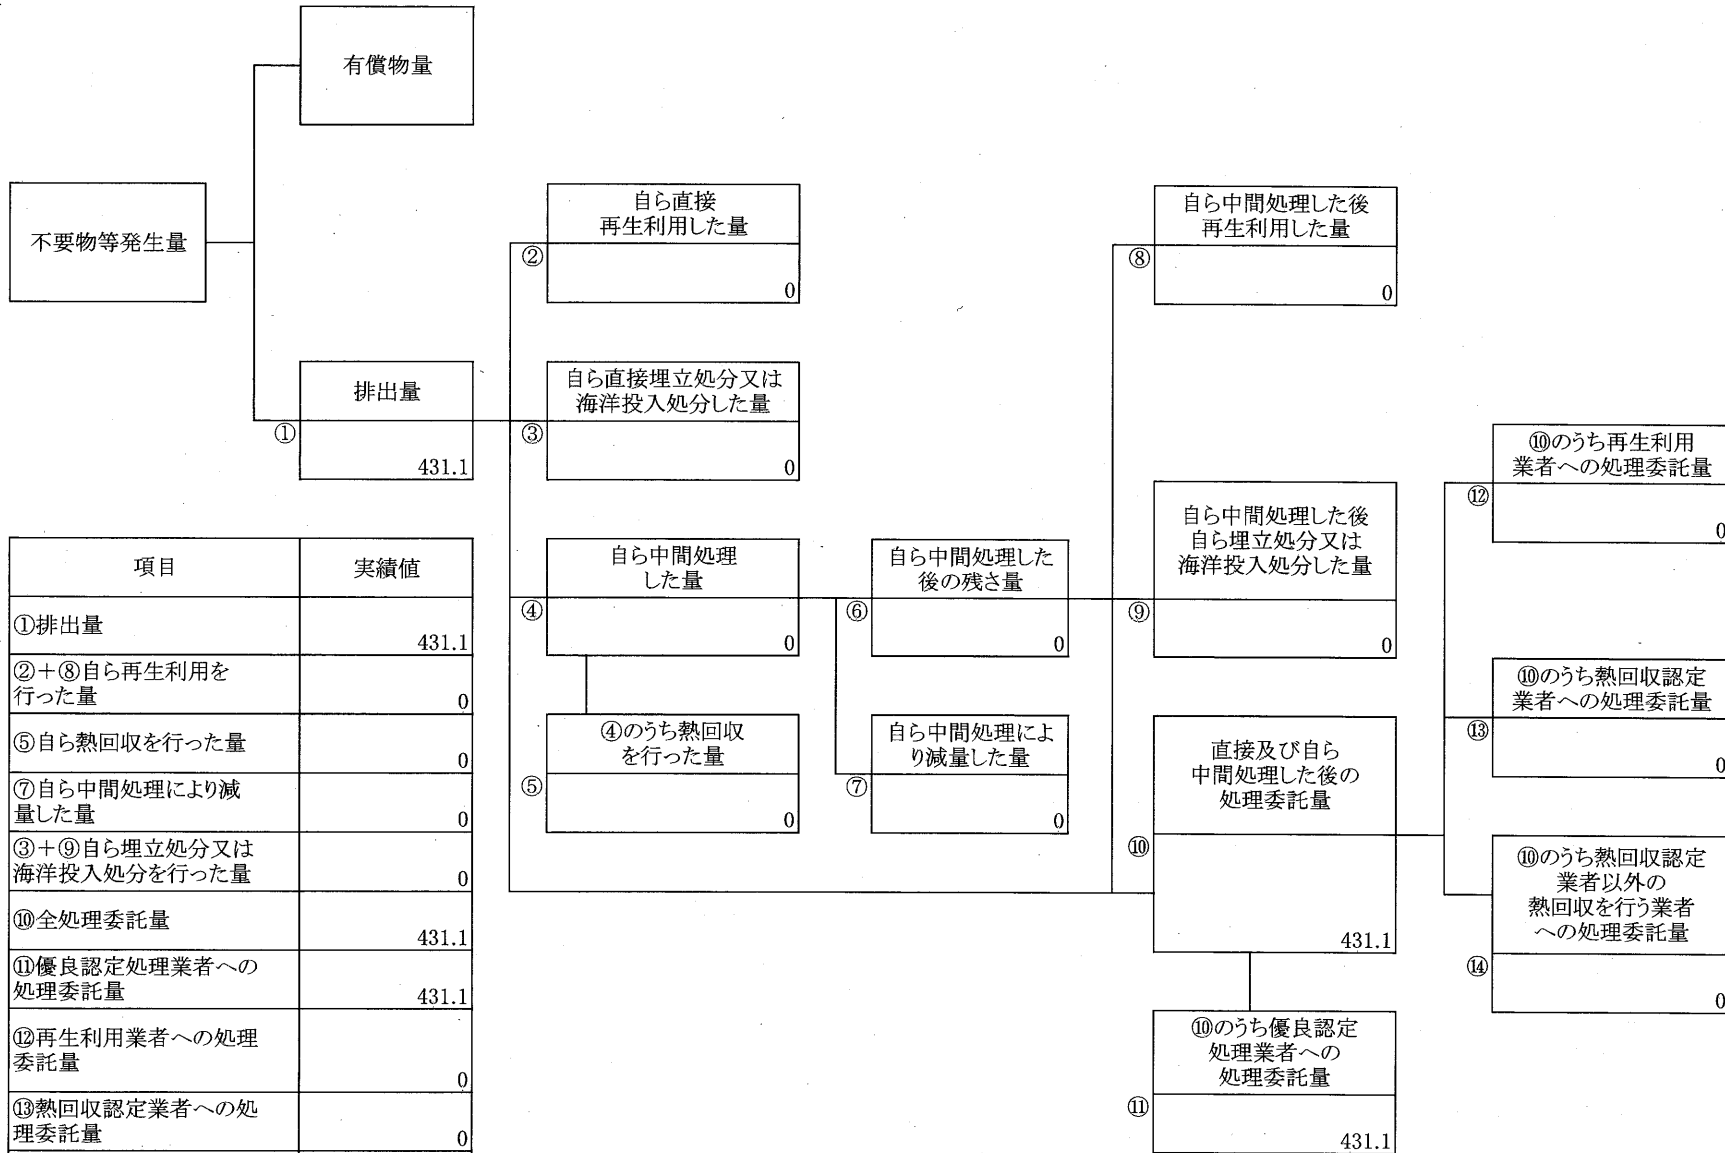 有償物量
不要物等発生量
排出量
①
431.1
自ら直接
再生利用した量
②
0
自ら直接埋立処分又は
海洋投入処分した量
③
0
自ら中間処理
した量
④
0
④のうち熱回収
を行った量
⑤
0
自ら中間処理した
後の残さ量
⑥
0
自ら中間処理によ
り減量した量
⑦
0
自ら中間処理した後
再生利用した量
⑧
0
自ら中間処理した後
自ら埋立処分又は
海洋投入処分した量
⑨
0
直接及び自ら
中間処理した後の
処理委託量
⑩
431.1
⑩のうち優良認定
処理業者への
処理委託量
⑪
431.1
⑩のうち再生利用
業者への処理委託量
⑫
0
⑩のうち熱回収認定
業者への処理委託量
⑬
0
⑩のうち熱回収認定
業者以外の
熱回収を行う業者
への処理委託量
⑭
0
項目 実績値
①排出量
431.1
②+⑧自ら再生利用を
行った量
0
⑤自ら熱回収を行った量
0
⑦自ら中間処理により減
量した量
0
③+⑨自ら埋立処分又は
海洋投入処分を行った量
0
⑩全処理委託量
431.1
⑪優良認定処理業者への
処理委託量
431.1
⑫再生利用業者への処理
委託量
0
⑬熱回収認定業者への処
理委託量
0